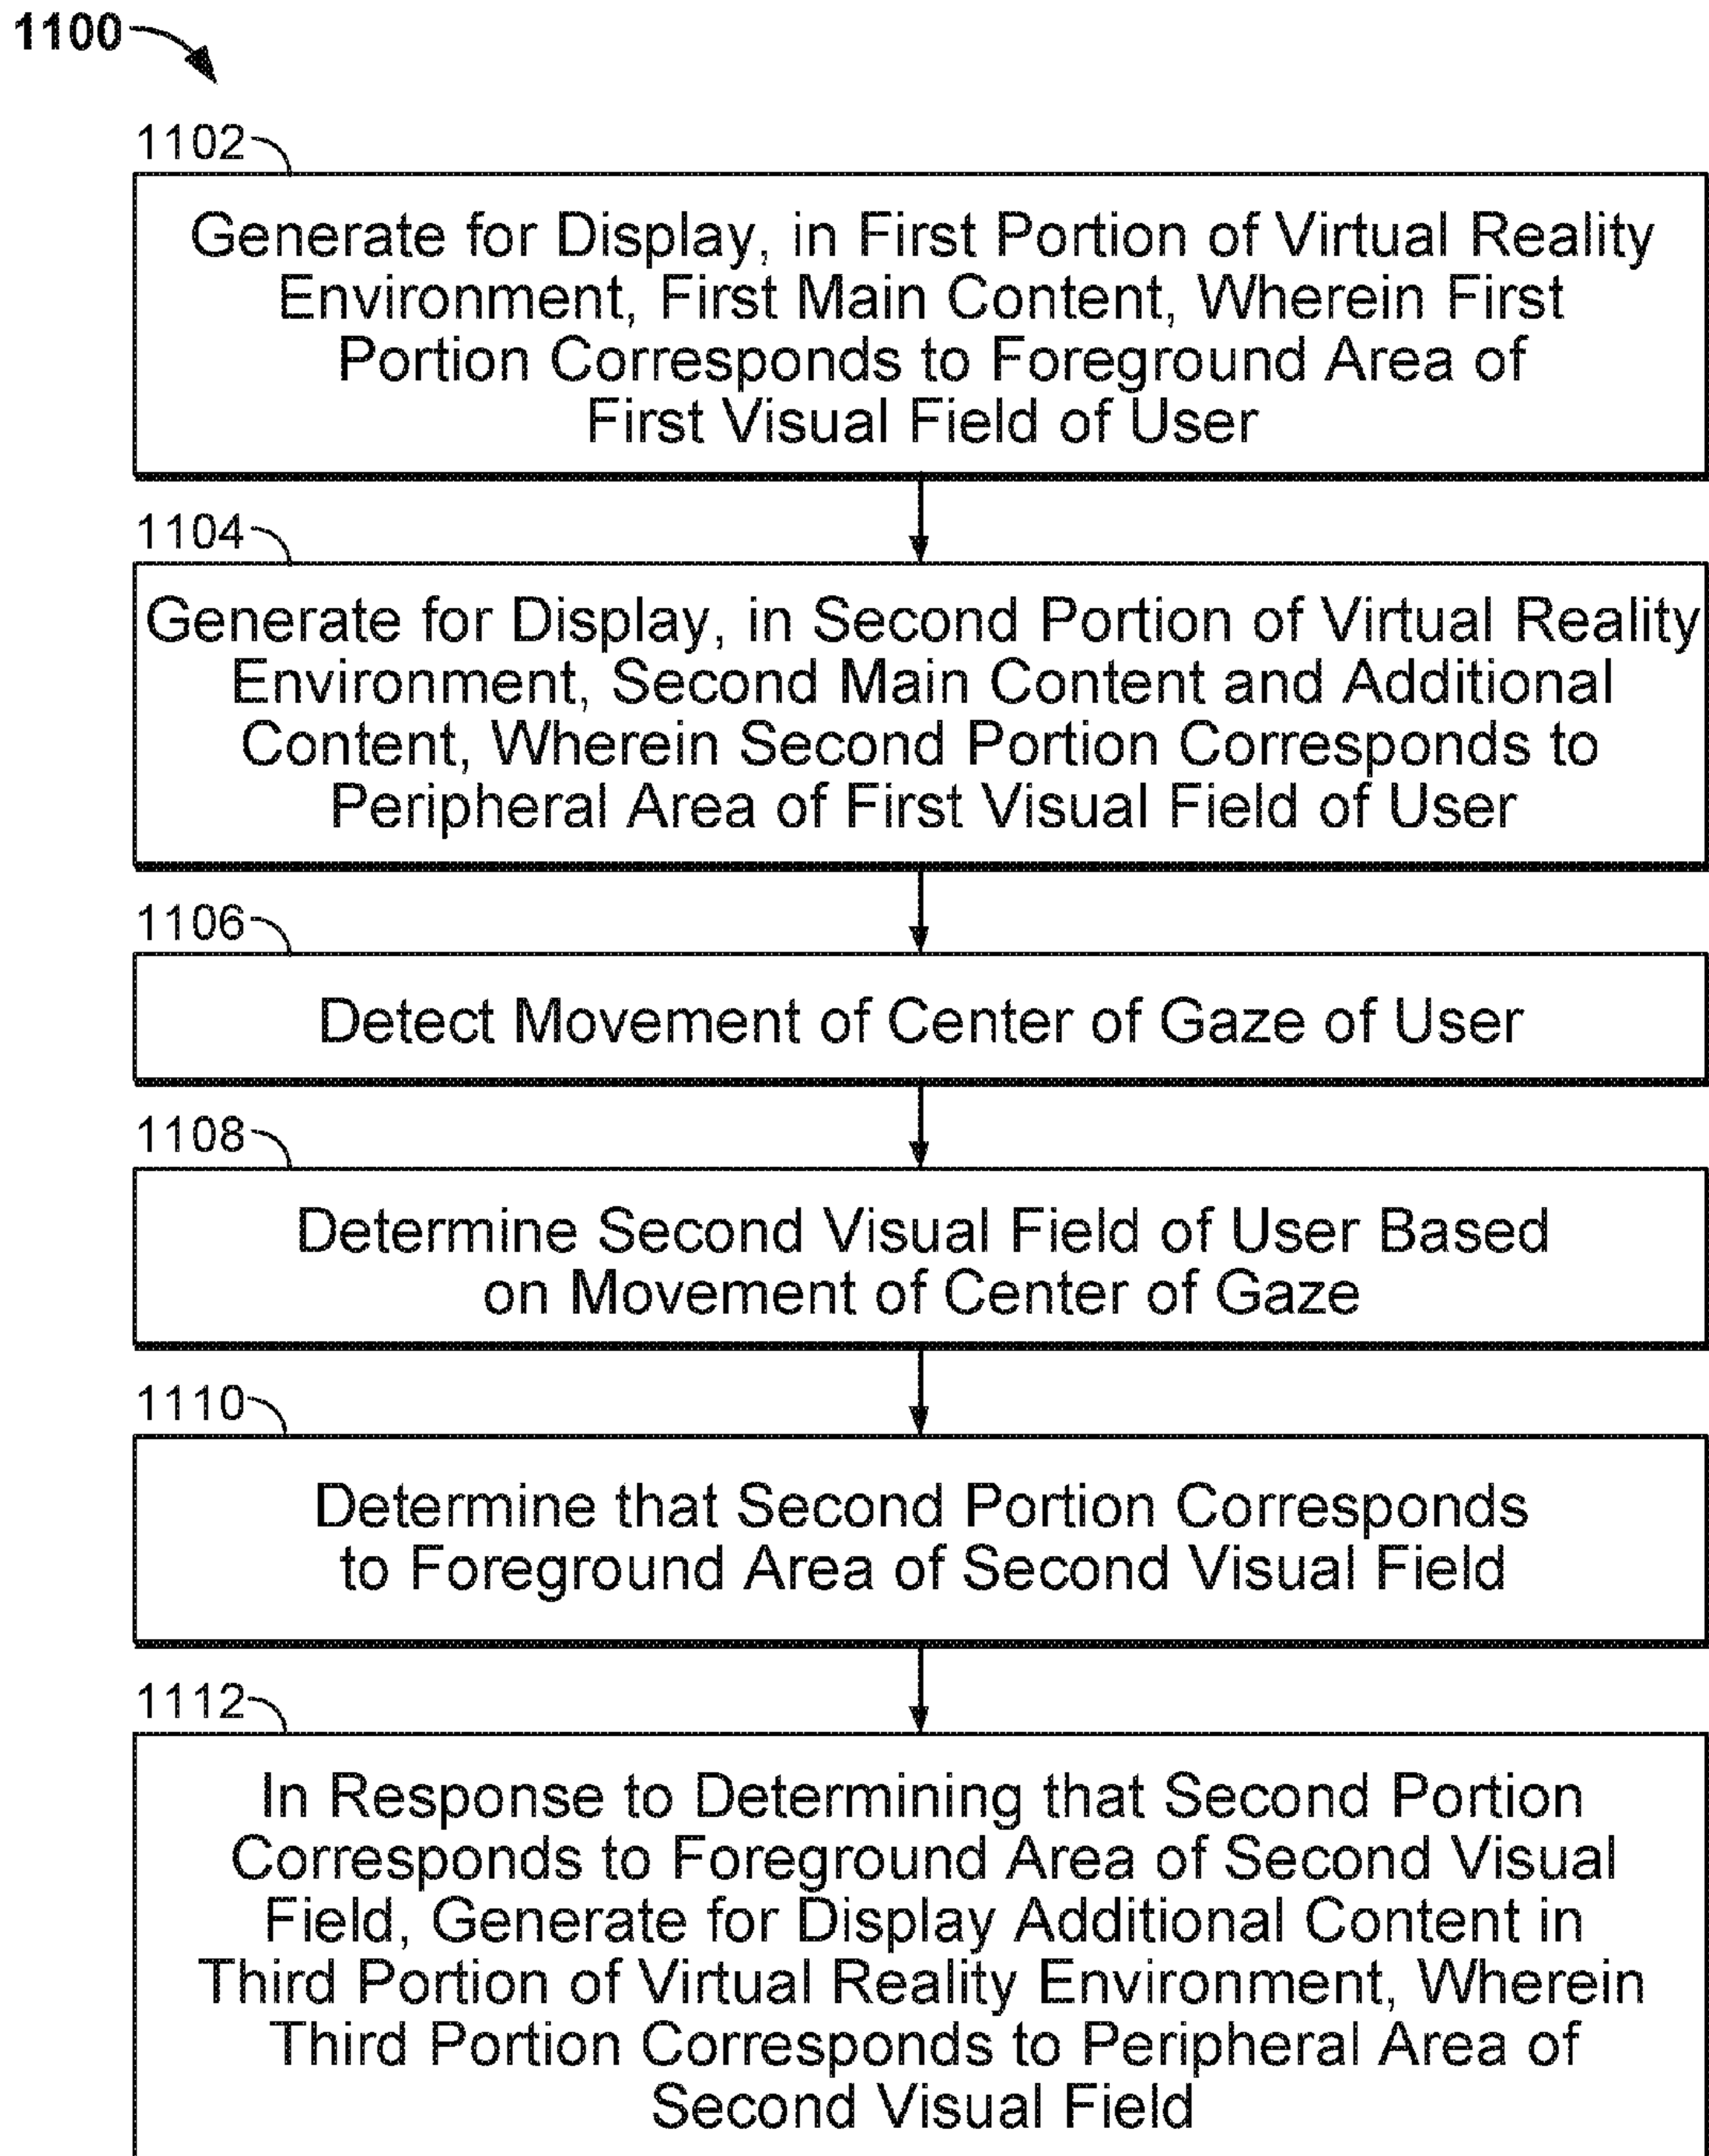 1100
1102
Generate for Display, in First Portion of Virtual Reality
Environment, First Main Content, Wherein First
Portion Corresponds to Foreground Area of
First Visual Field of User
1104
Generate for Display, in Second Portion of Virtual Reality
Environment, Second Main Content and Additional
Content, Wherein Second Portion Corresponds to
Peripheral Area of First Visual Field of User
1106
Detect Movement of Center of Gaze of User
1108
Determine Second Visual Field of User Based
on Movement of Center of Gaze
1110
Determine that Second Portion Corresponds
to Foreground Area of Second Visual Field
1112
In Response to Determining that Second Portion
Corresponds to Foreground Area of Second Visual
Field, Generate for Display Additional Content in
Third Portion of Virtual Reality Environment, Wherein
Third Portion Corresponds to Peripheral Area of
Second Visual Field